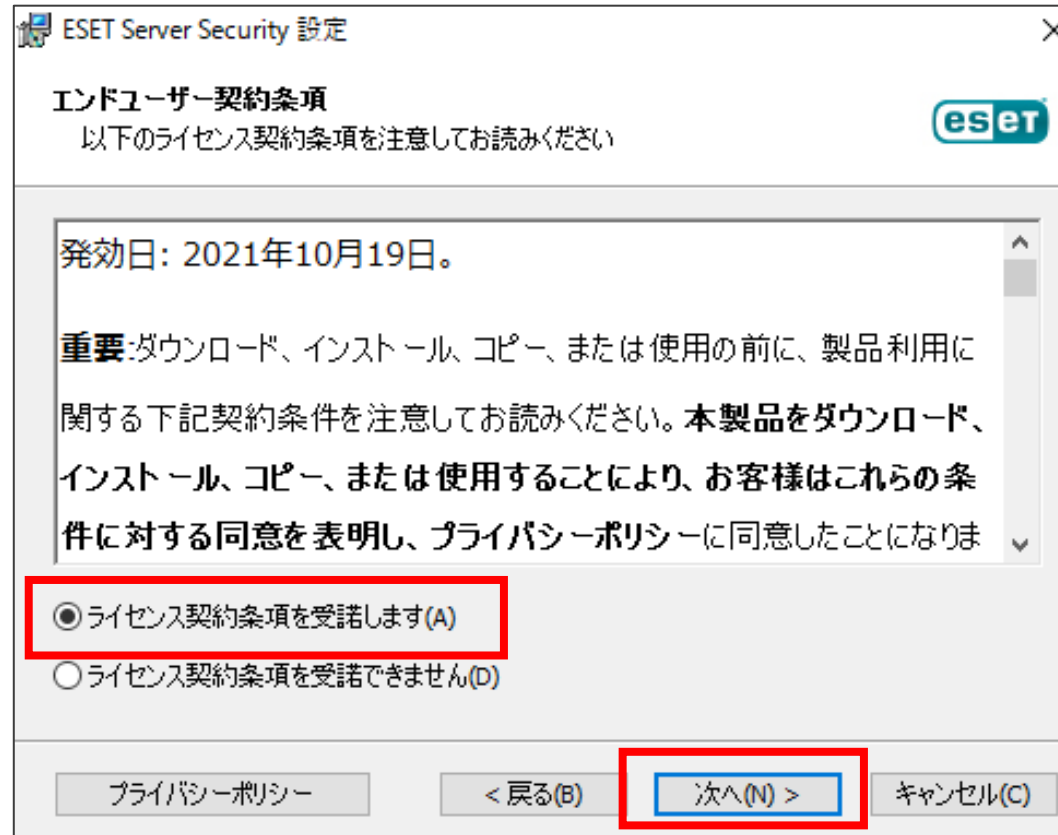 ESET Server Security 設定
エンドユーザー契約条項
以下のライセンス契約条項を注意してお読みください
eseT
発効日: 2021年10月19日。
重要:ダウンロード、インストール、コピー、または使用の前に、製品利用に
関する下記契約条件を注意してお読みください。本製品をダウンロード、
インストール、コピー、または使用することにより、お客様はこれらの条
件に対する同意を表明し、プライバシーポリシーに同意したことになりま
ライセンス契約条項を受諾します(A)
ライセンス契約条項を受諾できません(D)
プライバシーポリシー
< 戻る(B)
次へ(N) >
キャンセル(C)